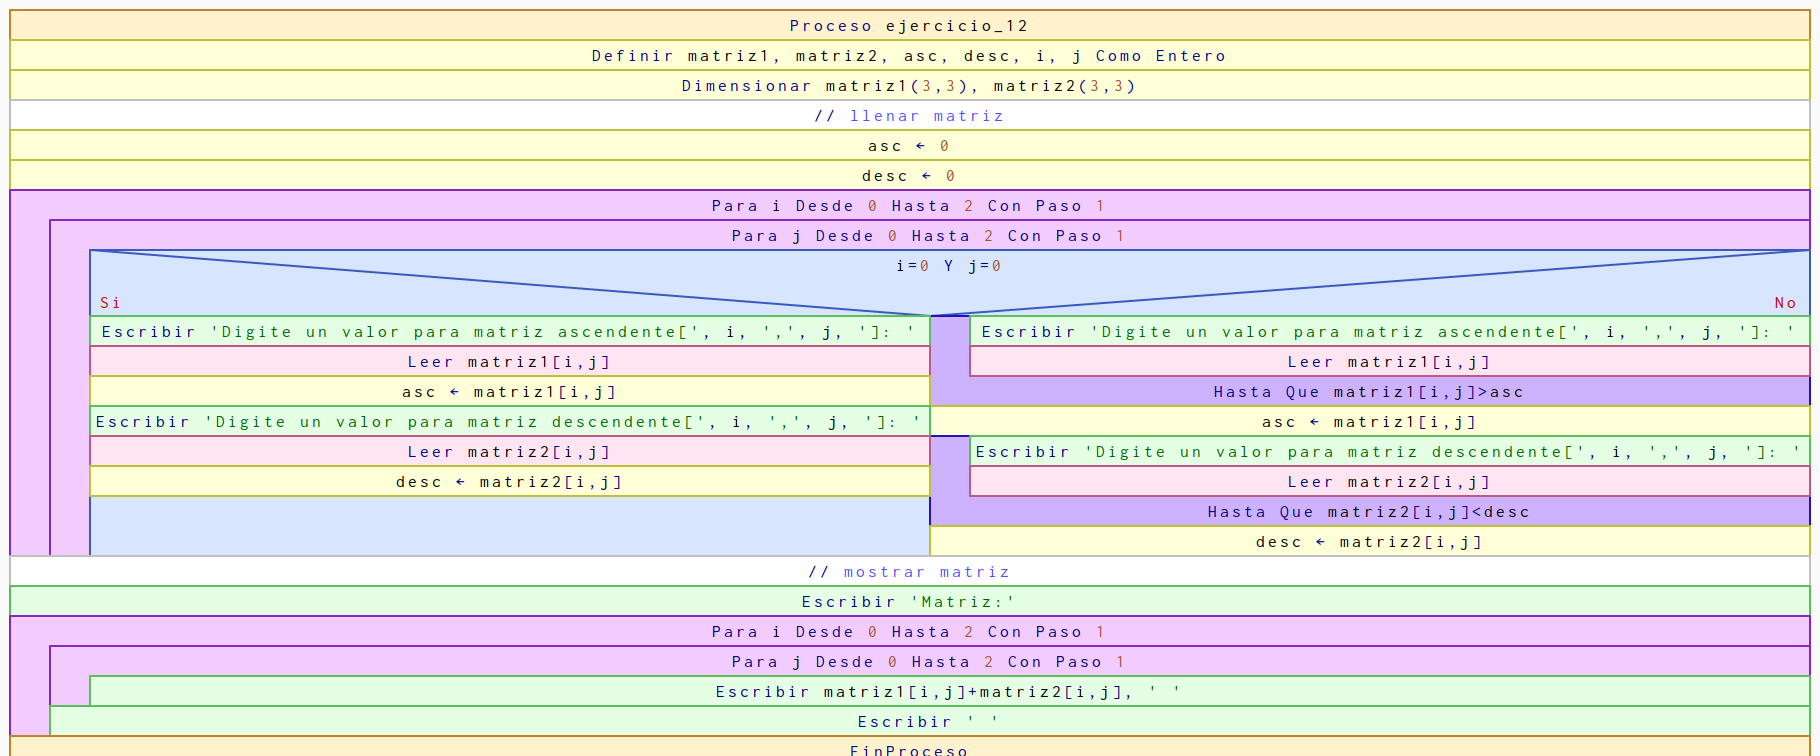 Proceso ejercicio_12
Definir matriz1, matriz2, asc, desc, i, j Como Entero
Dimensionar matriz1(3,3), matriz2(3,3)
// llenar matriz
asc ← 0
desc ← 0
Para i Desde 0 Hasta 2 Con Paso 1
Para j Desde 0 Hasta 2 Con Paso 1
i=0 Y j=0
Si
No
Escribir 'Digite un valor para matriz ascendente[', i, ',', j, ']: '
Leer matriz1[i,j]
asc ← matriz1[i,j]
Escribir 'Digite un valor para matriz descendente[', i, ',', j, ']: '
Leer matriz2[i,j]
desc ← matriz2[i,j]
Escribir 'Digite un valor para matriz ascendente[', i, ',', j, ']: '
Leer matriz1[i,j]
Hasta Que matriz1[i,j]>asc
asc ← matriz1[i,j]
Escribir 'Digite un valor para matriz descendente[', i, ',', j, ']: '
Leer matriz2[i,j]
Hasta Que matriz2[i,j]<desc
desc ← matriz2[i,j]
// mostrar matriz
Escribir 'Matriz:'
Para i Desde 0 Hasta 2 Con Paso 1
Para j Desde 0 Hasta 2 Con Paso 1
Escribir matriz1[i,j]+matriz2[i,j], ' '
Escribir ' '
FinProceso